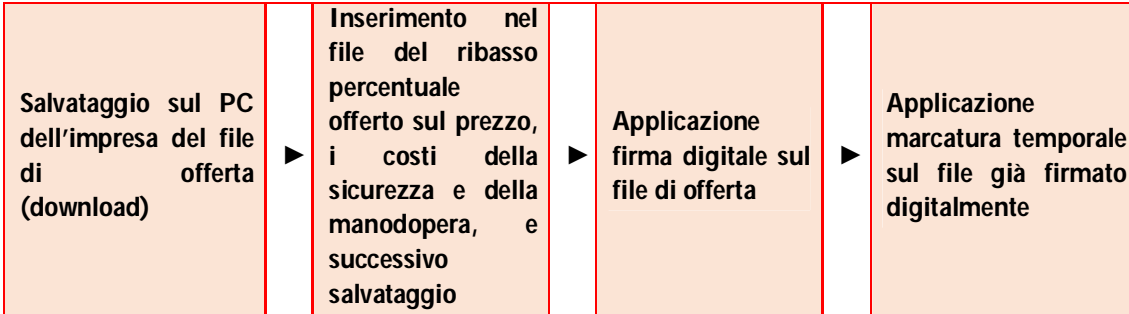 Salvataggio sul PC
dell'impresa del file
di offerta
(download)
►
Inserimento nel
file del ribasso
percentuale
offerto sul prezzo,
i costi della
sicurezza e della
manodopera, e
successivo
salvataggio
►
Applicazione
firma digitale sul
file di offerta
►
Applicazione
marcatura temporale
sul file già firmato
digitalmente